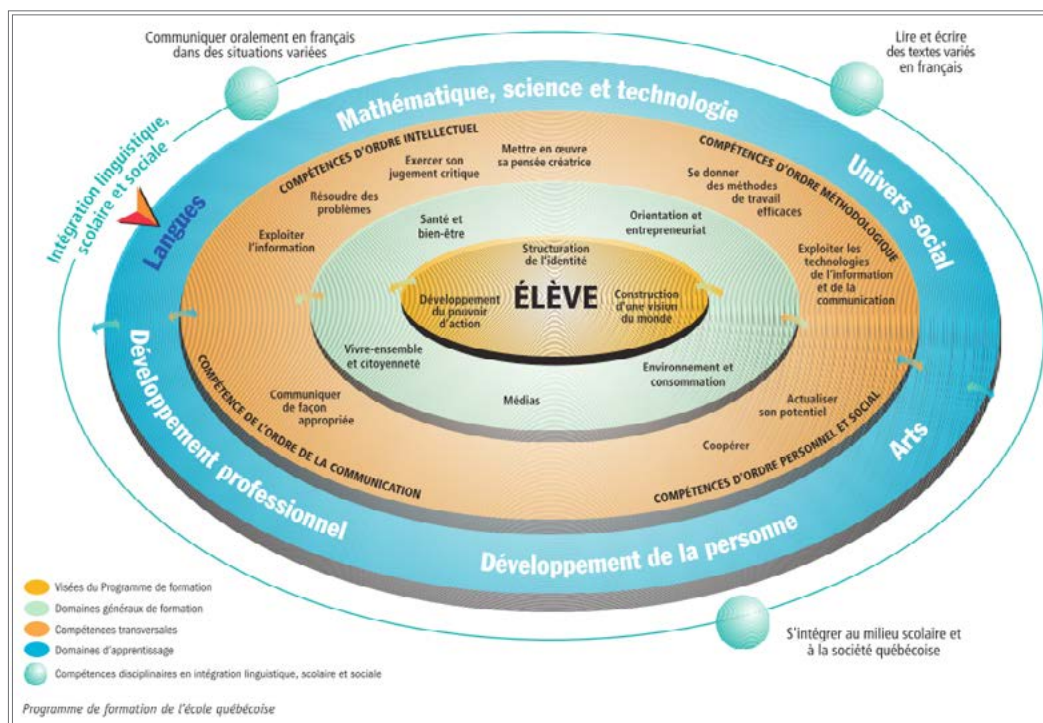 Communiquer oralement en français
dans des situations variées
Lire et écrire
des textes variés
en français
Intégration linguistique,
scolaire et sociale
Mathématique, science et technologie
Univers social
Langues
COMPÉTENCES D'ORDRE INTELLECTUEL
COMPÉTENCES D'ORDRE MÉTHODOLOGIQUE
Mettre en œuvre
sa pensée créatrice
Exercer son
jugement critique
Résoudre des
problèmes
Exploiter
l'information
Se donner
des méthodes
de travail
efficaces
Exploiter les
technologies
de l'information
et de la
communication
Santé et
bien-être
Orientation et
entrepreneuriat
Structuration
de l'identité
ÉLÈVE
Développement
du pouvoir
d'action
Construction
d'une vision
du monde
Vivre-ensemble
et citoyenneté
Environnement et
consommation
Médias
Communiquer
de façon
appropriée
Actualiser
son potentiel
Coopérer
COMPÉTENCE DE L'ORDRE DE LA COMMUNICATION
COMPÉTENCES D'ORDRE PERSONNEL ET SOCIAL
Développement professionnel
Développement de la personne
Arts
Visées du Programme de formation
Domaines généraux de formation
Compétences transversales
Domaines d'apprentissage
Compétences disciplinaires en intégration linguistique, scolaire et sociale
S'intégrer au milieu scolaire et
à la société québécoise
Programme de formation de l'école québécoise